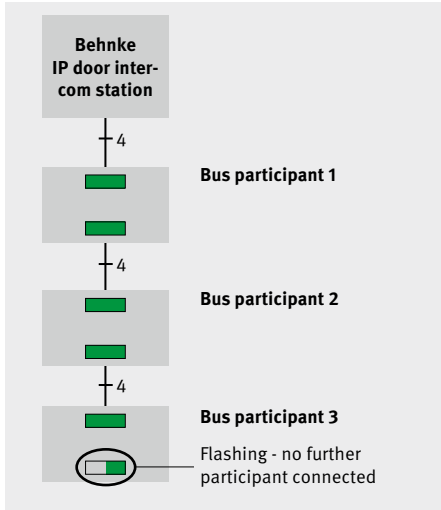 Behnke
IP door inter-
com station
4
Bus participant 1
4
Bus participant 2
4
Bus participant 3
Flashing - no further
participant connected